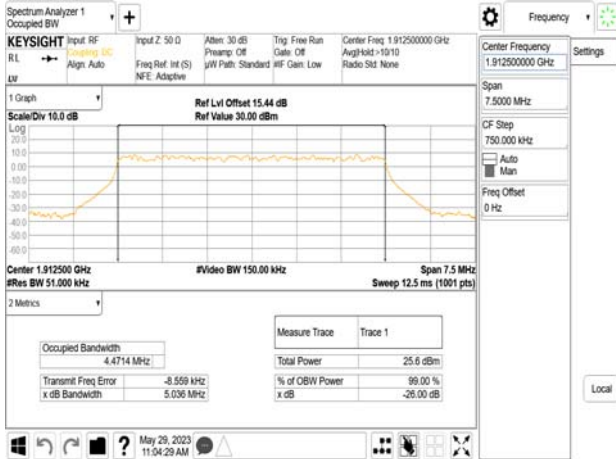 Spectrum Analyzer 1
Occupied BW
+
Frequency
KEYSIGHT
Input: RF
Coupling: DC
Align: Auto
Input Z: 50 Ω
Freq Ref: Int (S)
NFE: Adaptive
Atten: 30 dB
Preamp: Off
µW Path: Standard
Trig: Free Run
Gate: Off
#IF Gain: Low
Center Freq: 1.912500000 GHz
Avg|Hold:>10/10
Radio Std: None
RL
LV
Center Frequency
1.912500000 GHz
Settings
Span
7.5000 MHz
CF Step
750.000 kHz
Auto
Man
Freq Offset
0 Hz
Local
1 Graph
Scale/Div 10.0 dB
Ref Lvl Offset 15.44 dB
Ref Value 30.00 dBm
Log
20.0
10.0
0.00
-10.0
-20.0
-30.0
-40.0
-50.0
-60.0
Center 1.912500 GHz
#Res BW 51.000 kHz
#Video BW 150.00 kHz
Span 7.5 MHz
Sweep 12.5 ms (1001 pts)
2 Metrics
Measure Trace Trace 1
Occupied Bandwidth
4.4714 MHz
Total Power 25.6 dBm
Transmit Freq Error -8.559 kHz
% of OBW Power 99.00 %
x dB Bandwidth 5.036 MHz
x dB -26.00 dB
?
May 29, 2023
11:04:29 AM